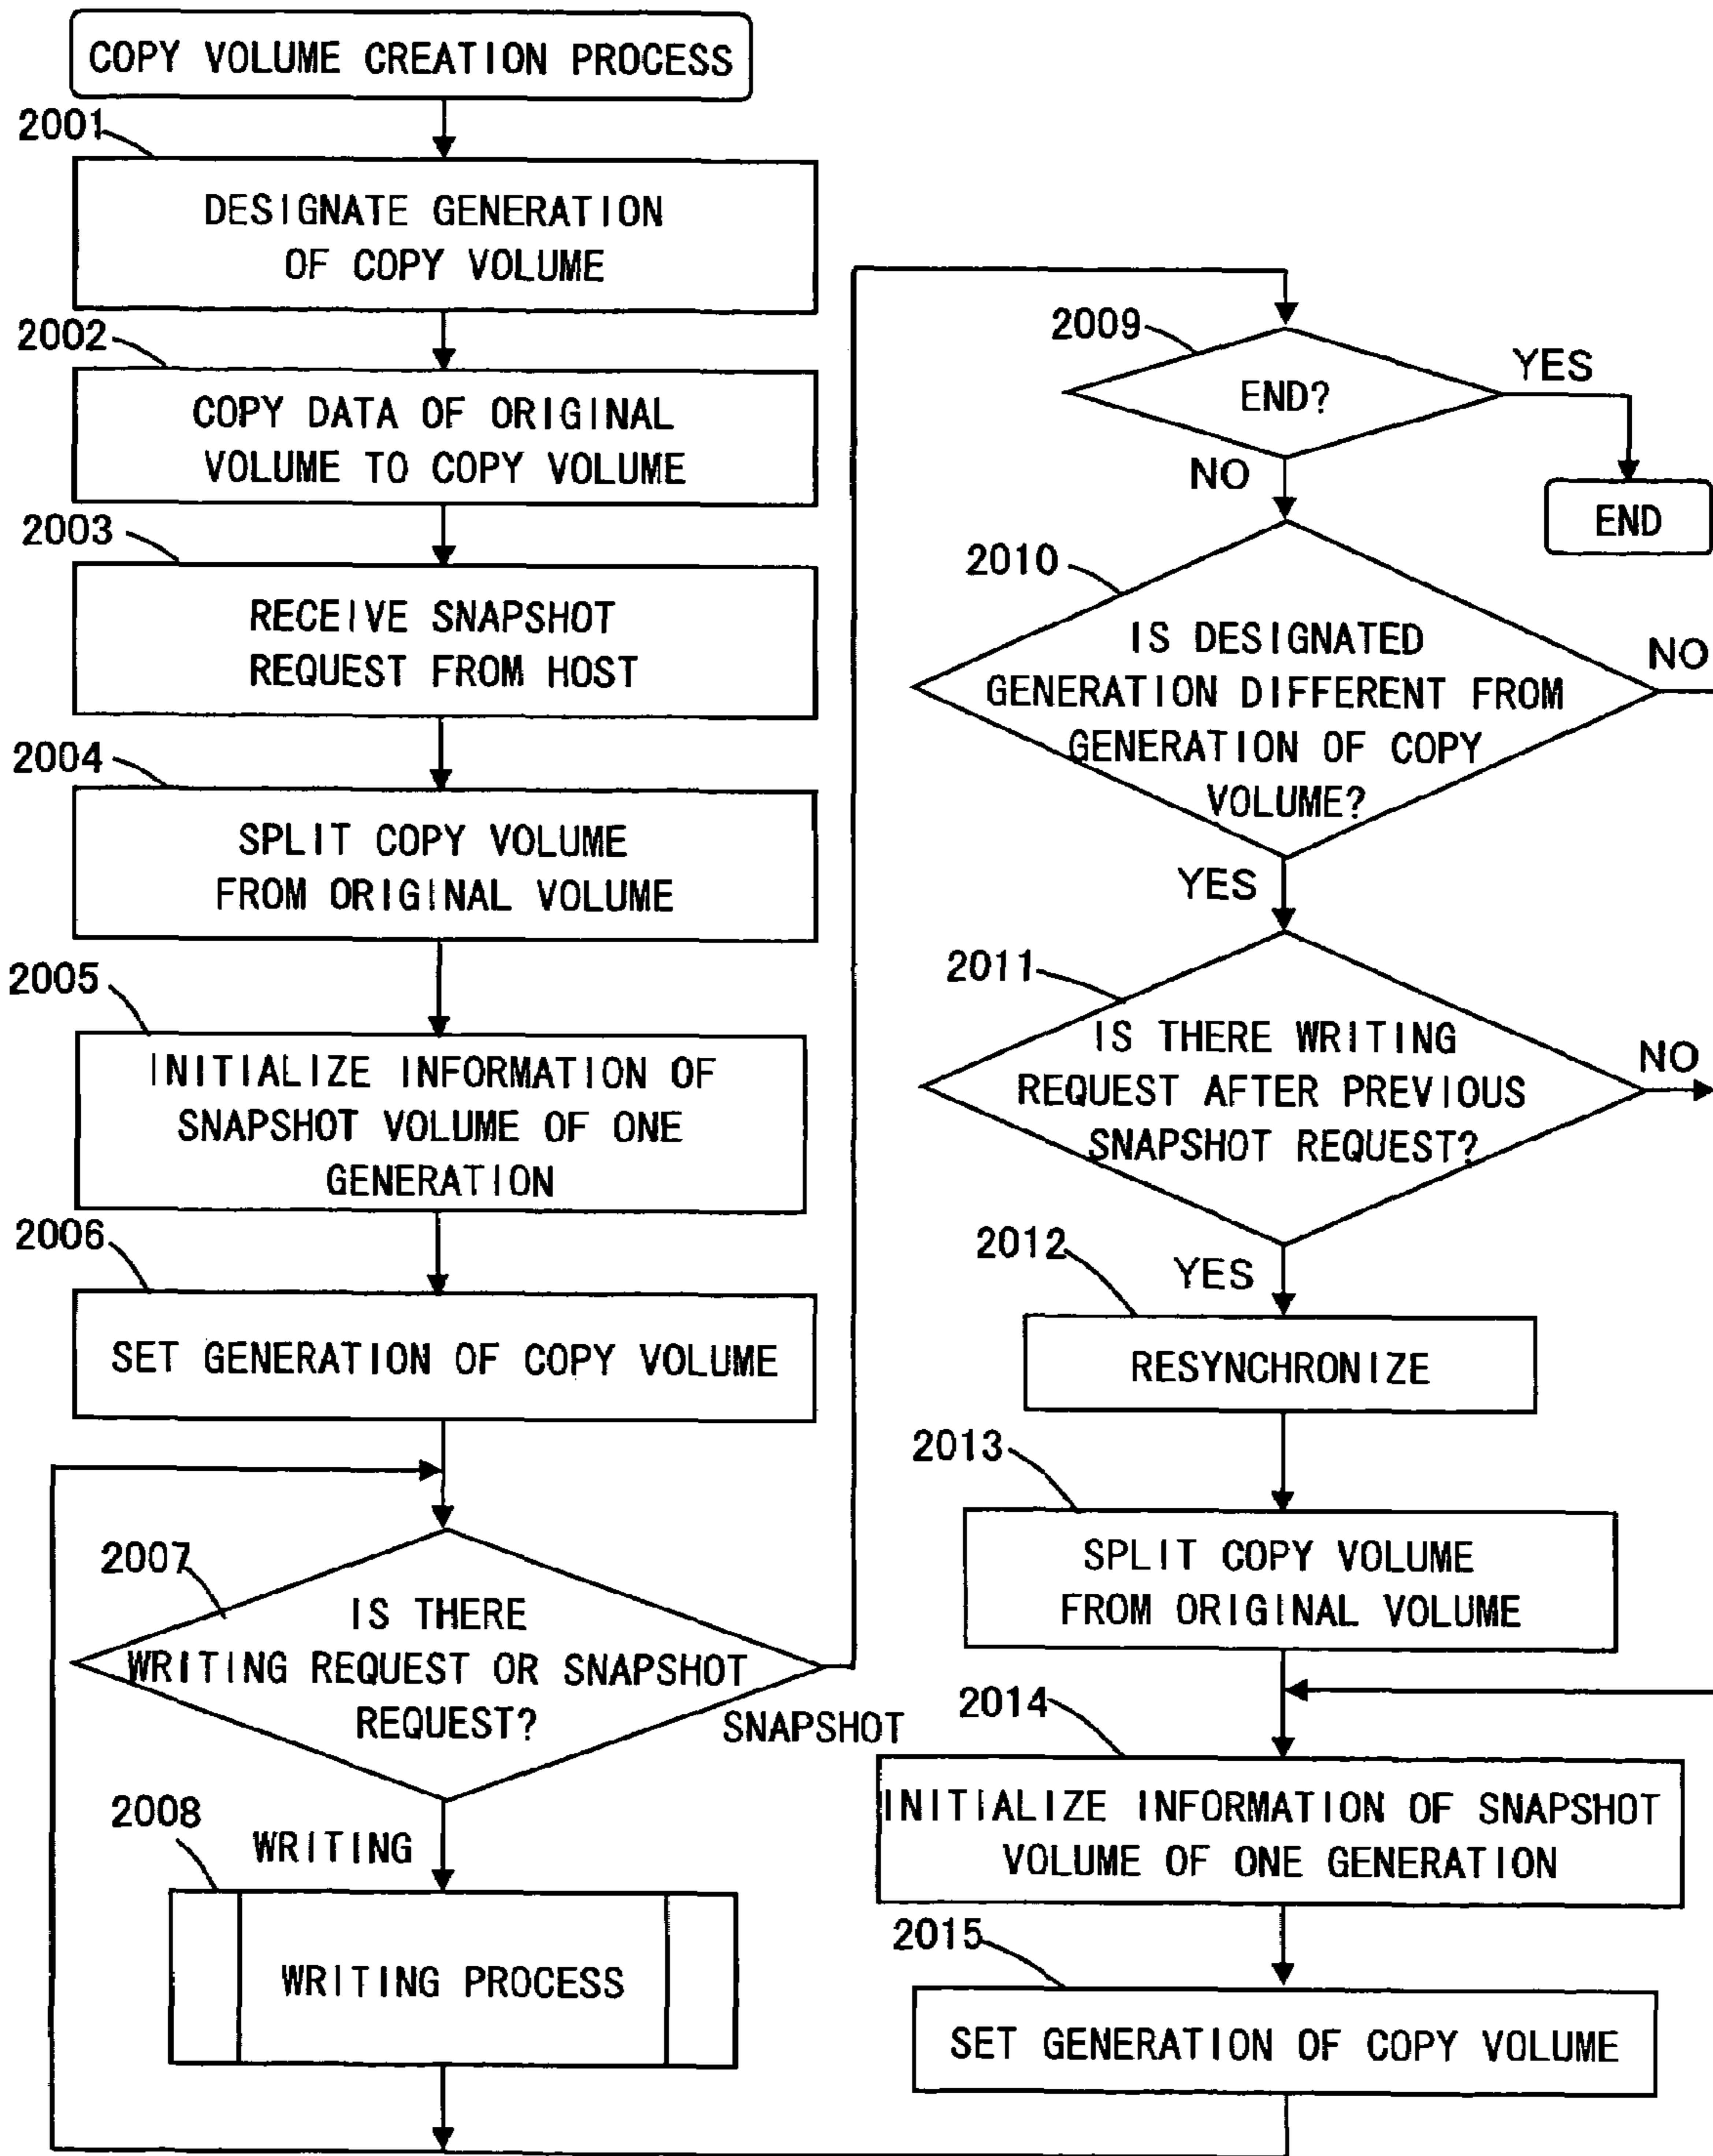 COPY VOLUME CREATION PROCESS
2001
DESIGNATE GENERATION
OF COPY VOLUME
2002
COPY DATA OF ORIGINAL
VOLUME TO COPY VOLUME
2003
RECEIVE SNAPSHOT
REQUEST FROM HOST
2004
SPLIT COPY VOLUME
FROM ORIGINAL VOLUME
2005
INITIALIZE INFORMATION OF
SNAPSHOT VOLUME OF ONE
GENERATION
2006
SET GENERATION OF COPY VOLUME
2007
IS THERE
WRITING REQUEST OR SNAPSHOT
REQUEST?
SNAPSHOT
WRITING
2008
WRITING PROCESS
2009
END?
YES
NO
END
2010
IS DESIGNATED
GENERATION DIFFERENT FROM
GENERATION OF COPY
VOLUME?
NO
YES
2011
IS THERE WRITING
REQUEST AFTER PREVIOUS
SNAPSHOT REQUEST?
NO
YES
2012
RESYNCHRONIZE
2013
SPLIT COPY VOLUME
FROM ORIGINAL VOLUME
2014
INITIALIZE INFORMATION OF SNAPSHOT
VOLUME OF ONE GENERATION
2015
SET GENERATION OF COPY VOLUME